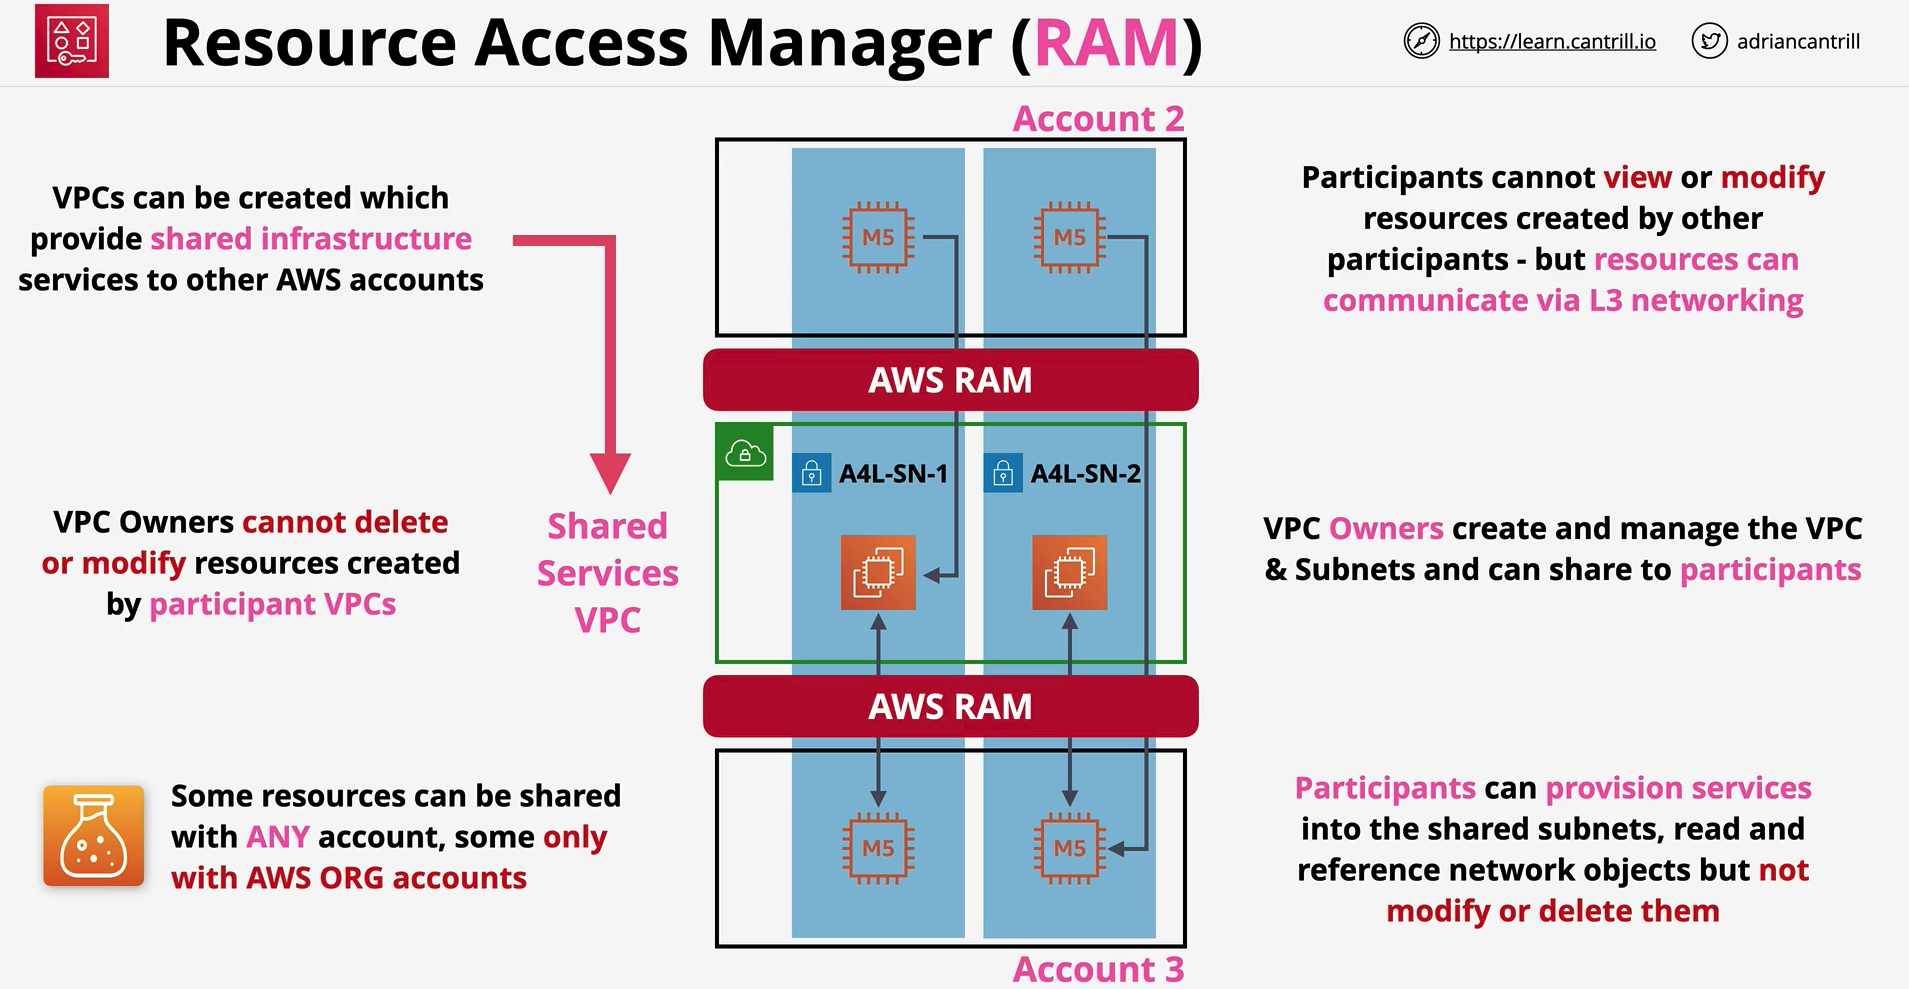 Resource Access Manager (RAM)
https://learn.cantrill.io
adriancantrill
Account 2
VPCs can be created which
provide shared infrastructure
services to other AWS accounts
M5
M5
Participants cannot view or modify
resources created by other
participants - but resources can
communicate via L3 networking
AWS RAM
A4L-SN-1
A4L-SN-2
VPC Owners cannot delete
or modify resources created
by participant VPCs
Shared
Services
VPC
VPC Owners create and manage the VPC
& Subnets and can share to participants
AWS RAM
Some resources can be shared
with ANY account, some only
with AWS ORG accounts
M5
M5
Participants can provision services
into the shared subnets, read and
reference network objects but not
modify or delete them
Account 3